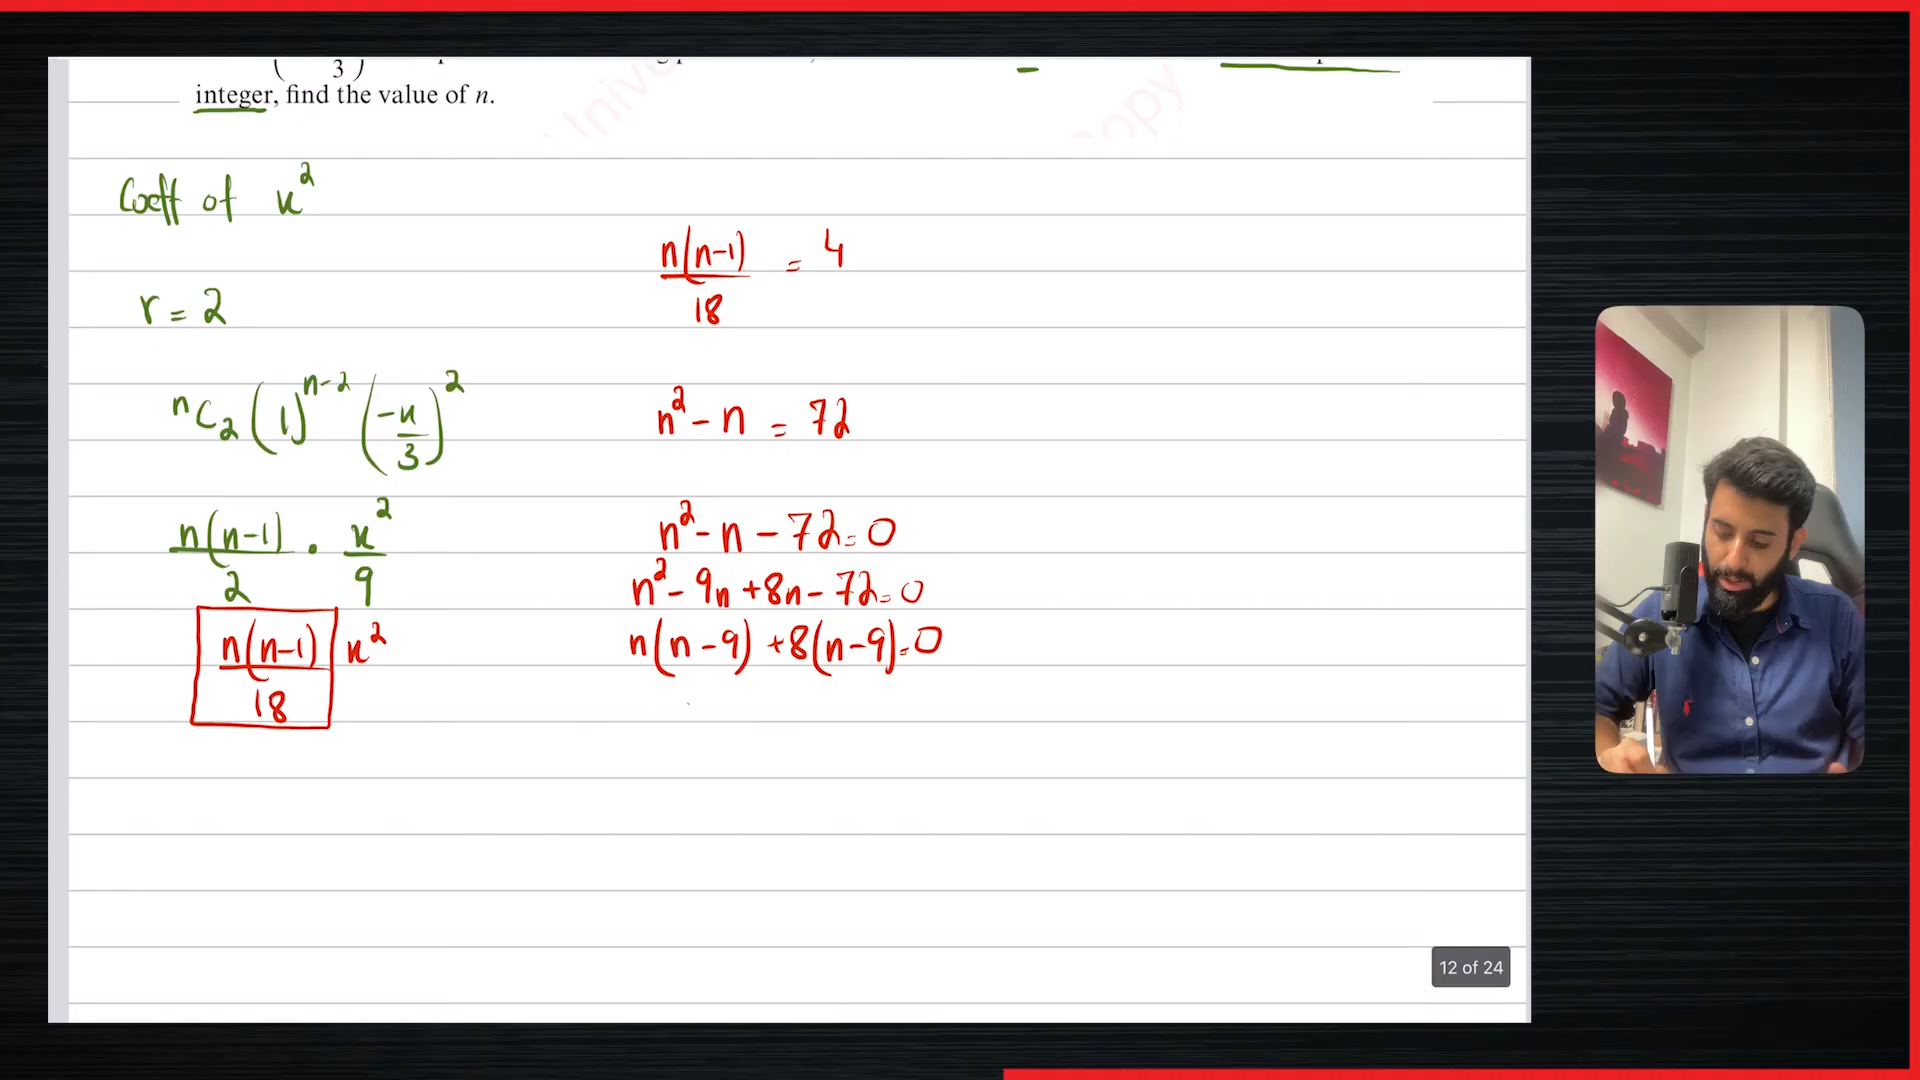 ( 3 )
integer, find the value of n.
Coeff of x²
r = 2
ⁿC₂ (1)ⁿ⁻² (-x/3)²
n(n-1)/2 · x²/9
n(n-1)/18 x²
n(n-1)/18 = 4
n² - n = 72
n² - n - 72 = 0
n² - 9n + 8n - 72 = 0
n(n - 9) + 8(n - 9) = 0
12 of 24